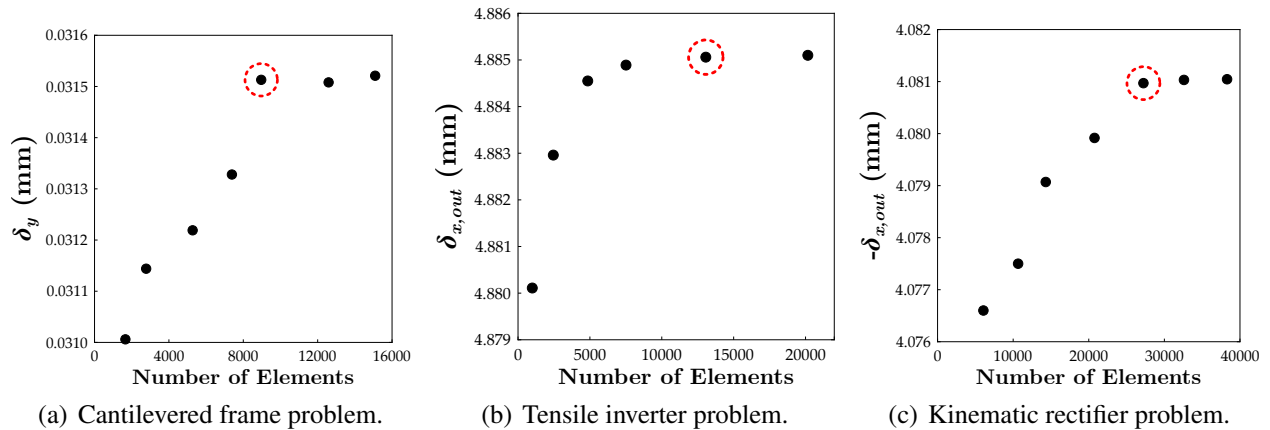 0.0316
0.0315
0.0314
0.0313
0.0312
0.0311
0.0310
δy (mm)
0 4000 8000 12000 16000
Number of Elements
(a) Cantilevered frame problem.
4.886
4.885
4.884
4.883
4.882
4.881
4.880
4.879
δx,out (mm)
0 5000 10000 15000 20000
Number of Elements
(b) Tensile inverter problem.
4.082
4.081
4.080
4.079
4.078
4.077
4.076
-δx,out (mm)
0 10000 20000 30000 40000
Number of Elements
(c) Kinematic rectifier problem.